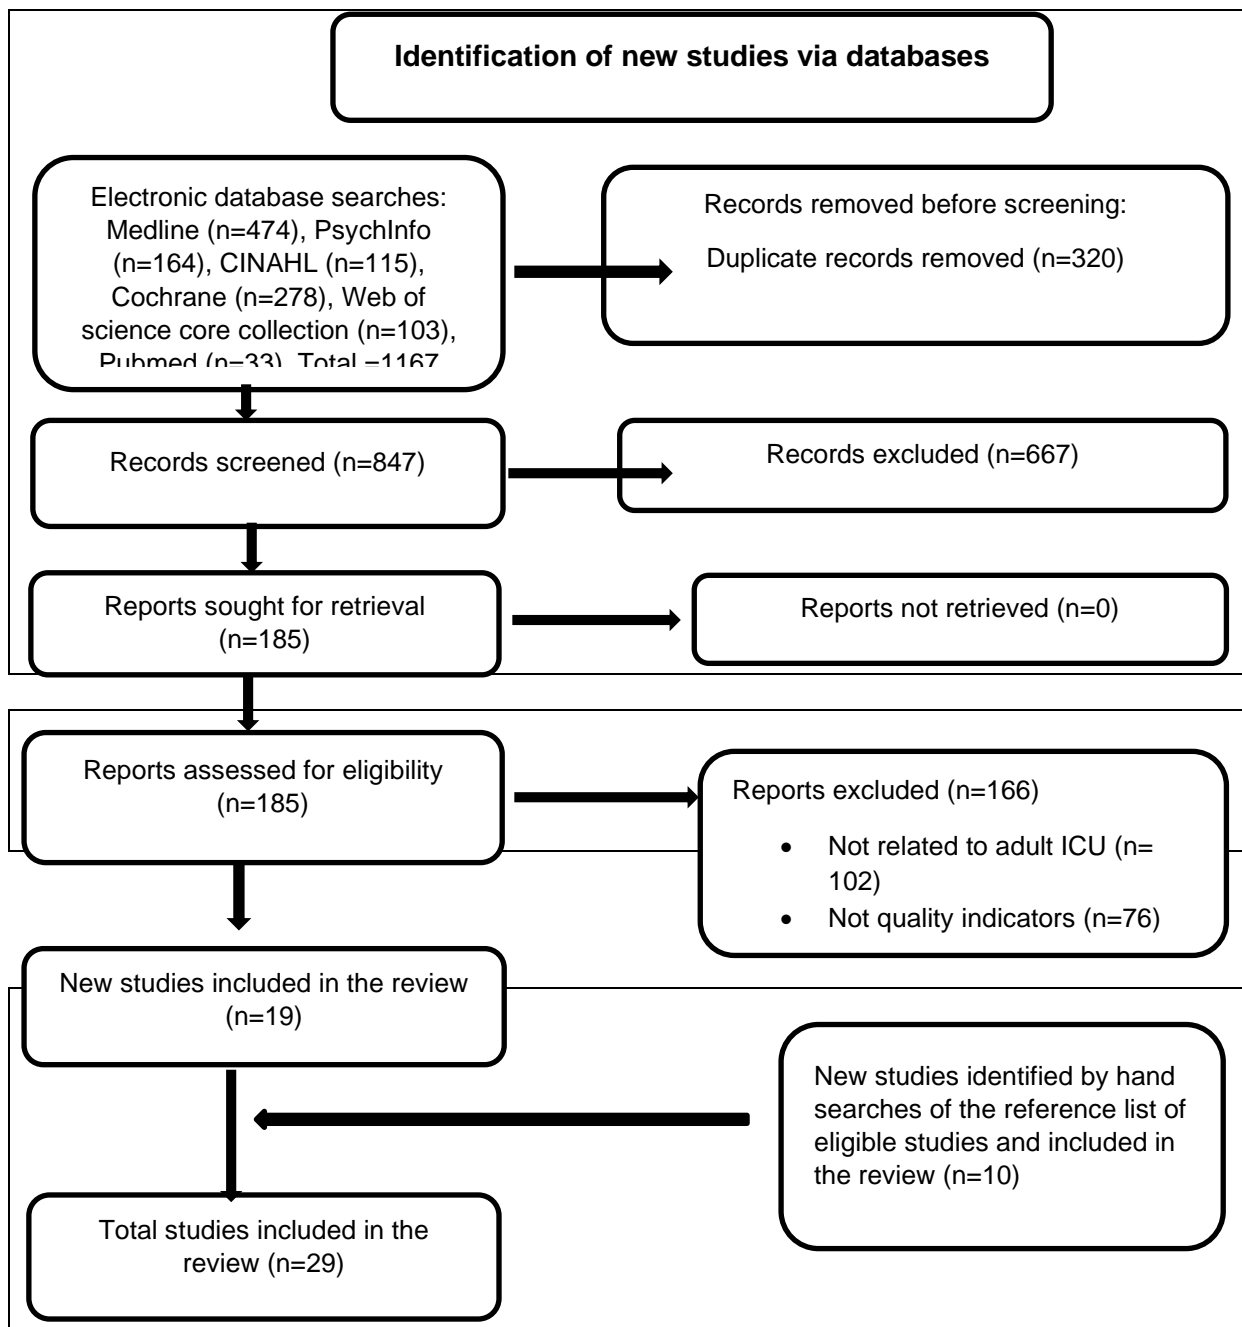 Identification of new studies via databases
Electronic database searches:
Medline (n=474), PsychInfo
(n=164), CINAHL (n=115),
Cochrane (n=278), Web of
science core collection (n=103),
Pubmed (n=33), Total =1167
Records removed before screening:
Duplicate records removed (n=320)
Records screened (n=847)
Records excluded (n=667)
Reports sought for retrieval
(n=185)
Reports not retrieved (n=0)
Reports assessed for eligibility
(n=185)
Reports excluded (n=166)
• Not related to adult ICU (n=
102)
• Not quality indicators (n=76)
New studies included in the review
(n=19)
New studies identified by hand
searches of the reference list of
eligible studies and included in
the review (n=10)
Total studies included in the
review (n=29)